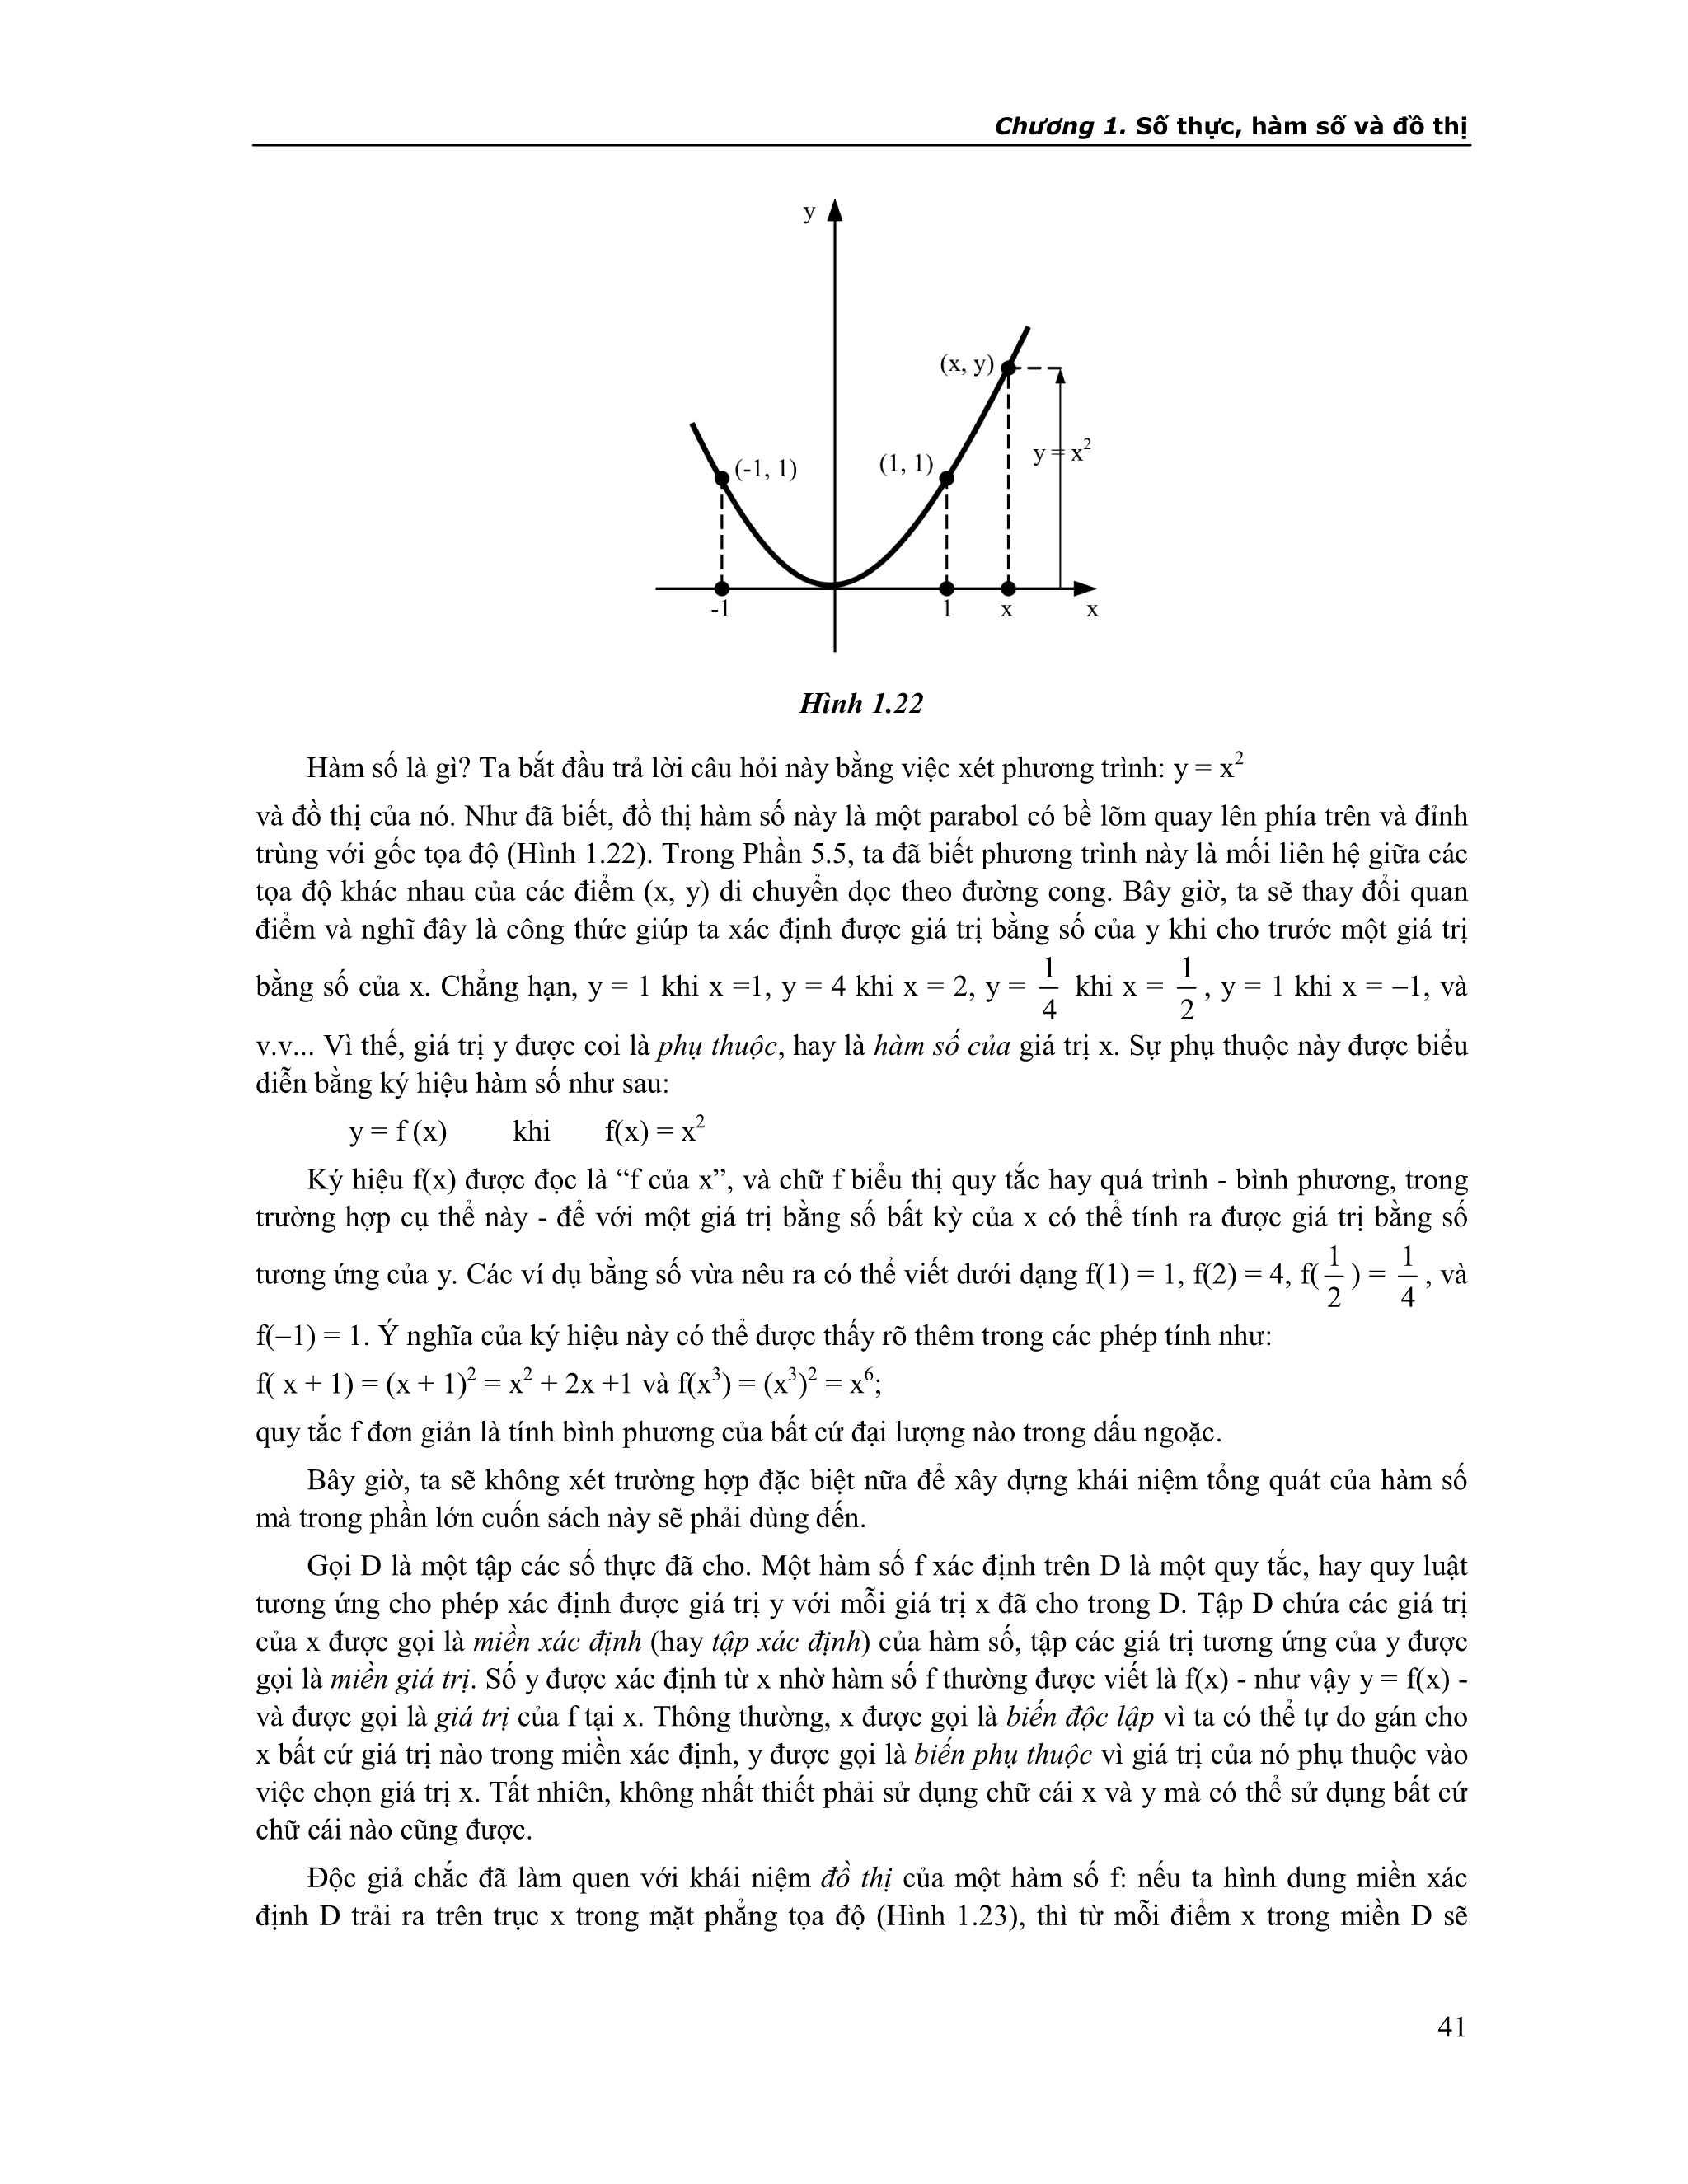 Chương 1. Số thực, hàm số và đồ thị
y
(x, y)
y = x²
(-1, 1)
(1, 1)
-1
1
x
x
Hình 1.22
Hàm số là gì? Ta bắt đầu trả lời câu hỏi này bằng việc xét phương trình: y = x²
và đồ thị của nó. Như đã biết, đồ thị hàm số này là một parabol có bề lõm quay lên phía trên và đỉnh
trùng với gốc tọa độ (Hình 1.22). Trong Phần 5.5, ta đã biết phương trình này là mối liên hệ giữa các
tọa độ khác nhau của các điểm (x, y) di chuyển dọc theo đường cong. Bây giờ, ta sẽ thay đổi quan
điểm và nghĩ đây là công thức giúp ta xác định được giá trị bằng số của y khi cho trước một giá trị
bằng số của x. Chẳng hạn, y = 1 khi x =1, y = 4 khi x = 2, y = 1/4 khi x = 1/2, y = 1 khi x = −1, và
v.v... Vì thế, giá trị y được coi là phụ thuộc, hay là hàm số của giá trị x. Sự phụ thuộc này được biểu
diễn bằng ký hiệu hàm số như sau:
y = f (x) khi f(x) = x²
Ký hiệu f(x) được đọc là “f của x”, và chữ f biểu thị quy tắc hay quá trình - bình phương, trong
trường hợp cụ thể này - để với một giá trị bằng số bất kỳ của x có thể tính ra được giá trị bằng số
tương ứng của y. Các ví dụ bằng số vừa nêu ra có thể viết dưới dạng f(1) = 1, f(2) = 4, f(1/2) = 1/4, và
f(−1) = 1. Ý nghĩa của ký hiệu này có thể được thấy rõ thêm trong các phép tính như:
f( x + 1) = (x + 1)² = x² + 2x +1 và f(x³) = (x³)² = x⁶;
quy tắc f đơn giản là tính bình phương của bất cứ đại lượng nào trong dấu ngoặc.
Bây giờ, ta sẽ không xét trường hợp đặc biệt nữa để xây dựng khái niệm tổng quát của hàm số
mà trong phần lớn cuốn sách này sẽ phải dùng đến.
Gọi D là một tập các số thực đã cho. Một hàm số f xác định trên D là một quy tắc, hay quy luật
tương ứng cho phép xác định được giá trị y với mỗi giá trị x đã cho trong D. Tập D chứa các giá trị
của x được gọi là miền xác định (hay tập xác định) của hàm số, tập các giá trị tương ứng của y được
gọi là miền giá trị. Số y được xác định từ x nhờ hàm số f thường được viết là f(x) - như vậy y = f(x) -
và được gọi là giá trị của f tại x. Thông thường, x được gọi là biến độc lập vì ta có thể tự do gán cho
x bất cứ giá trị nào trong miền xác định, y được gọi là biến phụ thuộc vì giá trị của nó phụ thuộc vào
việc chọn giá trị x. Tất nhiên, không nhất thiết phải sử dụng chữ cái x và y mà có thể sử dụng bất cứ
chữ cái nào cũng được.
Độc giả chắc đã làm quen với khái niệm đồ thị của một hàm số f: nếu ta hình dung miền xác
định D trải ra trên trục x trong mặt phẳng tọa độ (Hình 1.23), thì từ mỗi điểm x trong miền D sẽ
41